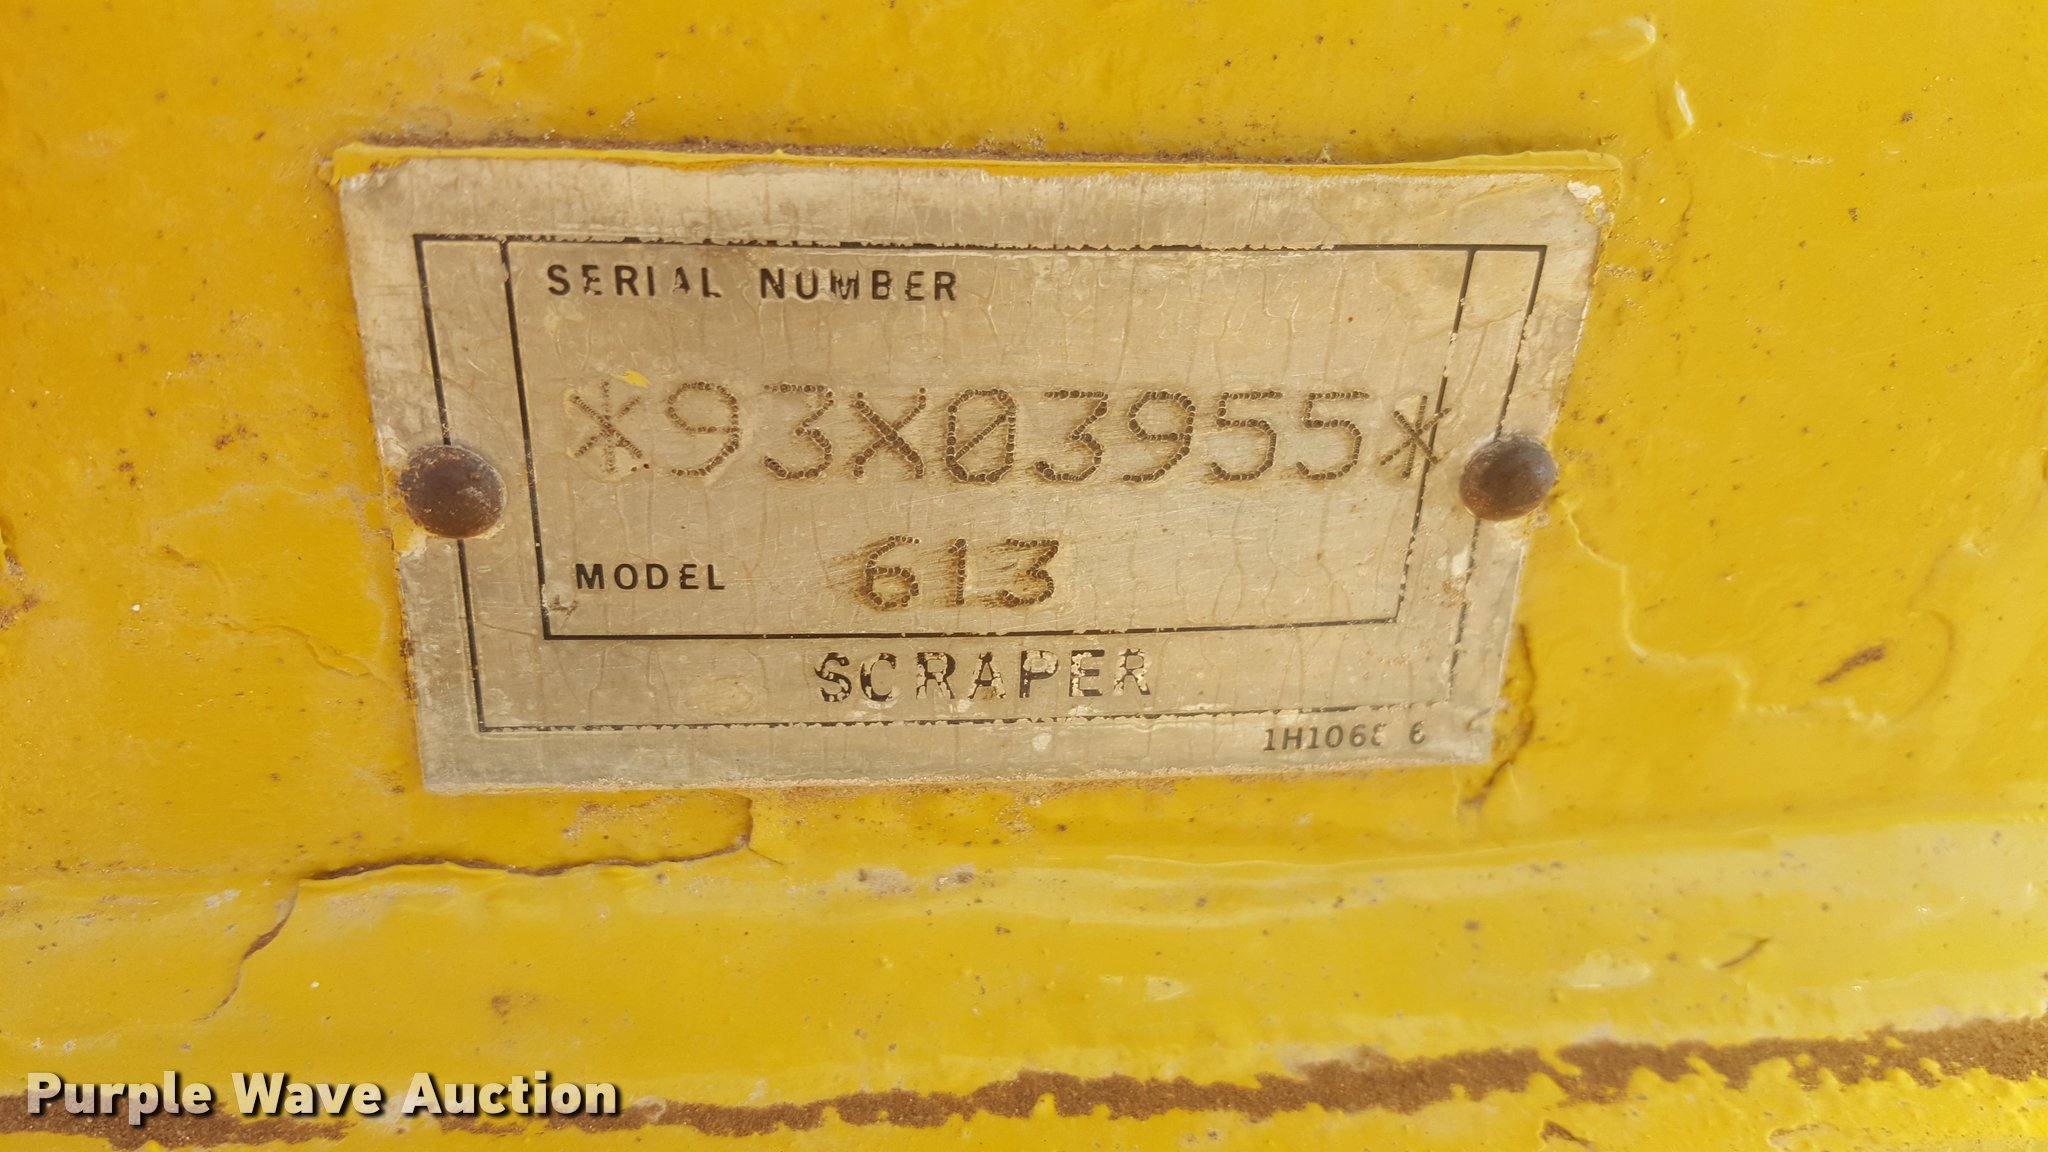 SERIAL NUMBER
*93X03955*
MODEL 613
SCRAPER
Purple Wave Auction